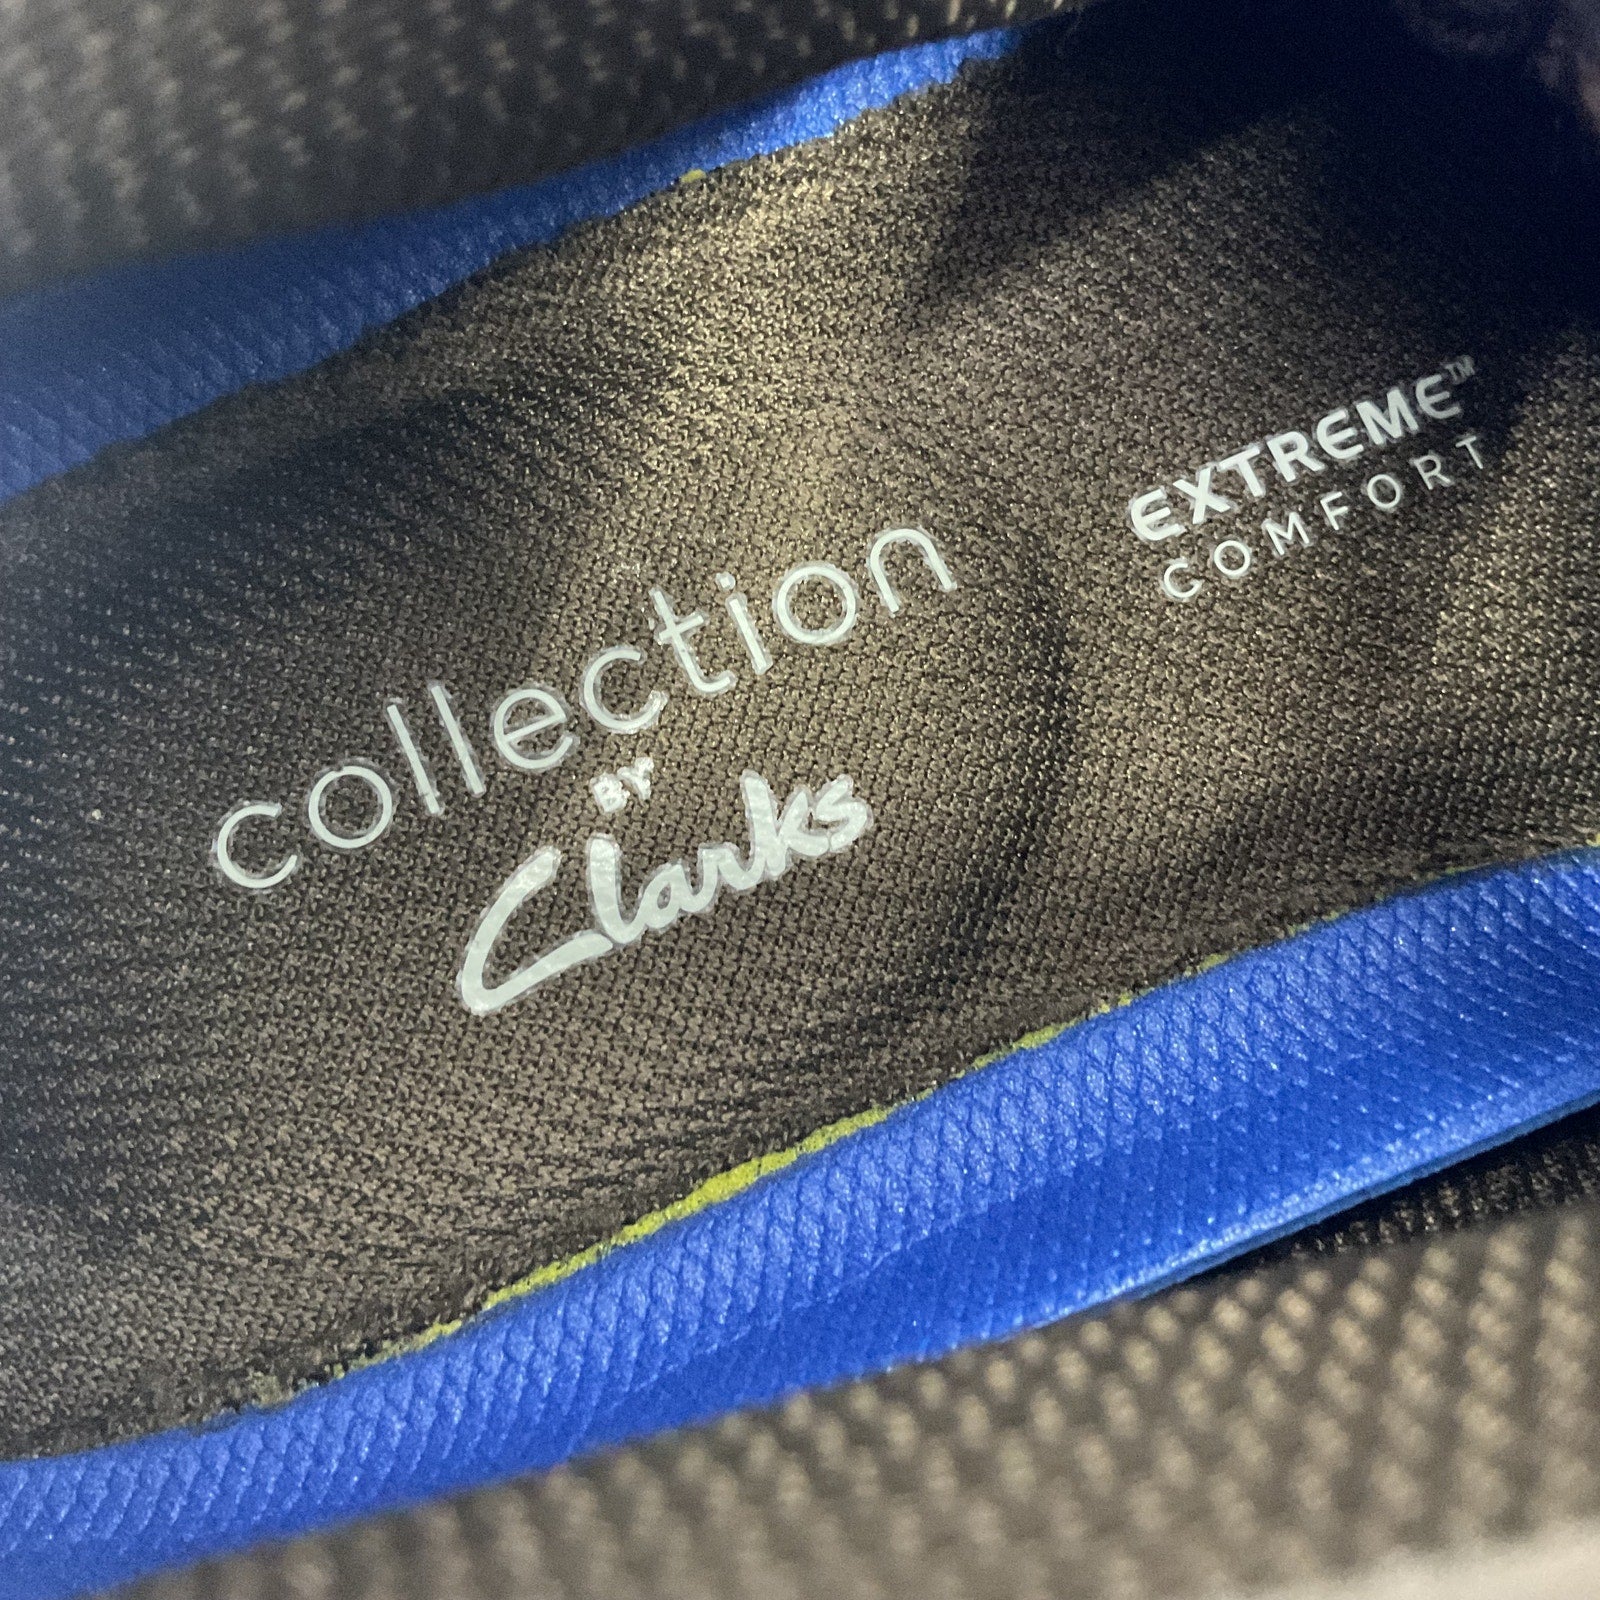 collection
BY
Clarks
EXTREME™
COMFORT